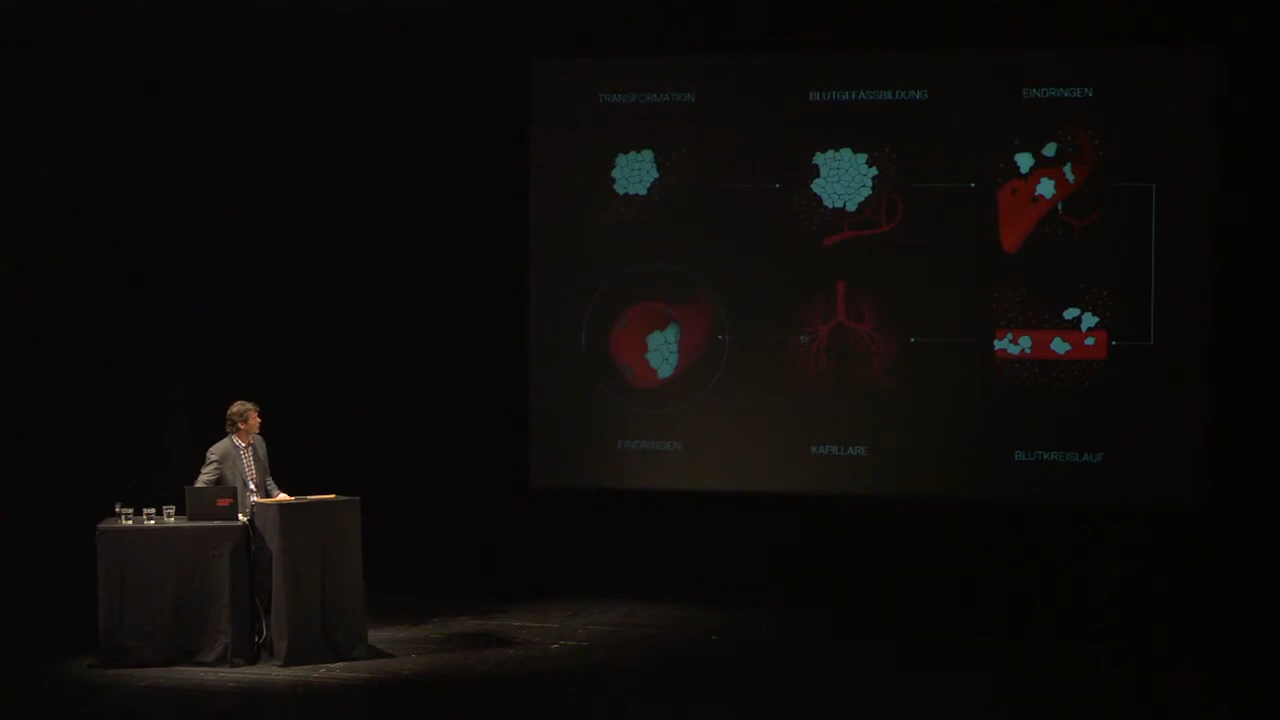 TRANSFORMATION
BLUTGEFÄSSBILDUNG
EINDRINGEN
EINDRINGEN
KAPILLARE
BLUTKREISLAUF